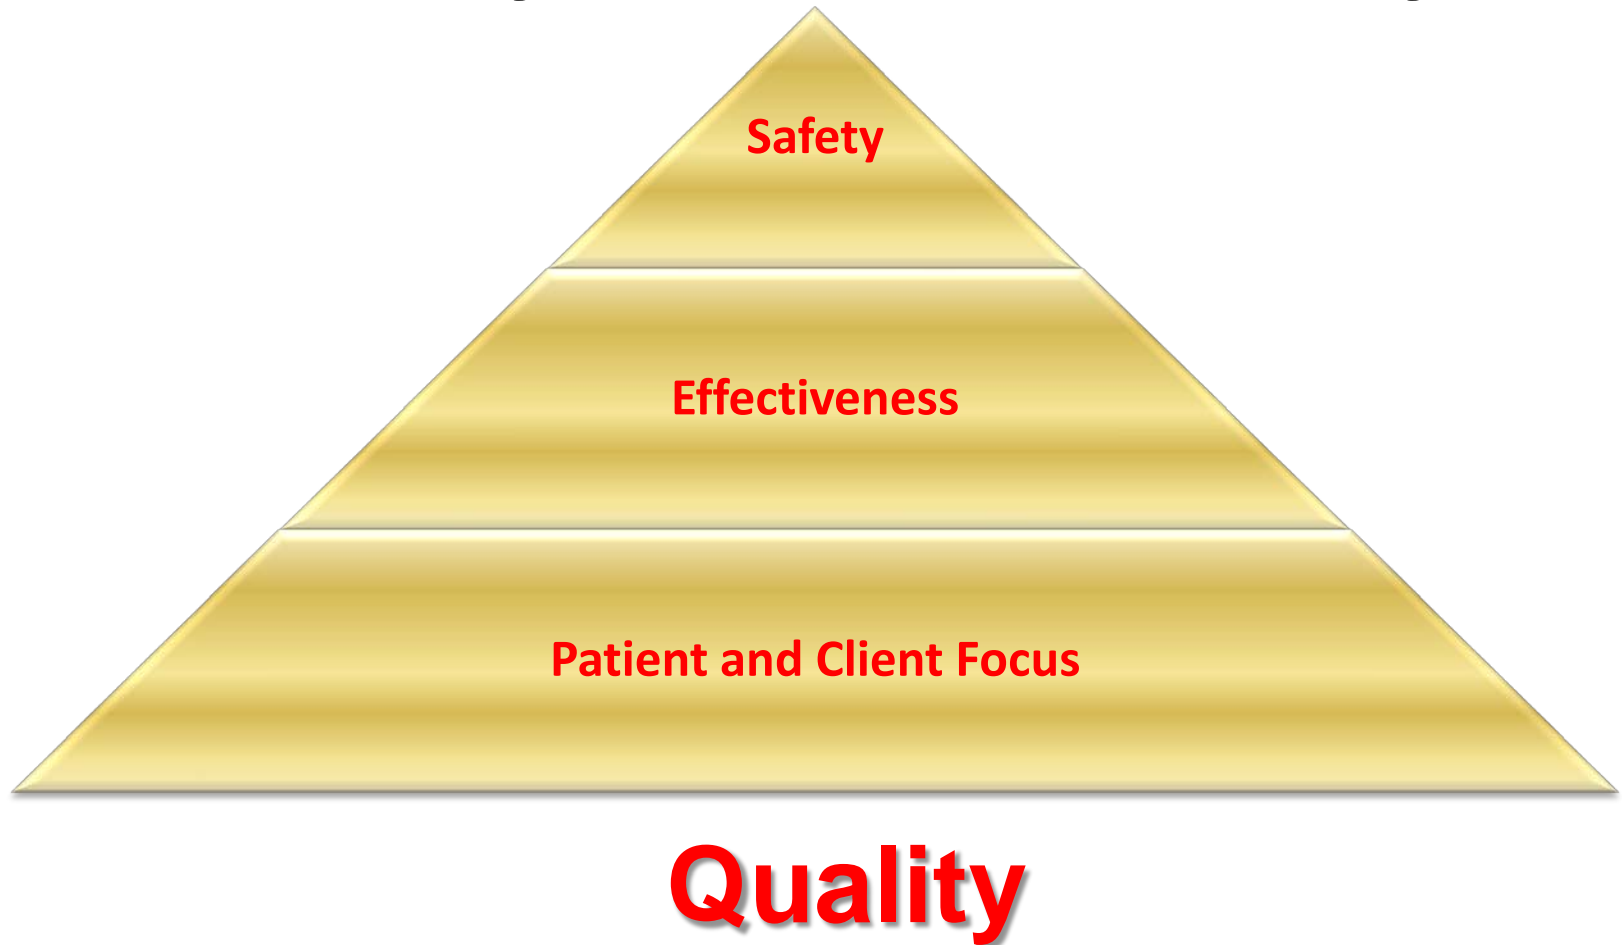 Safety
Effectiveness
Patient and Client Focus
Quality